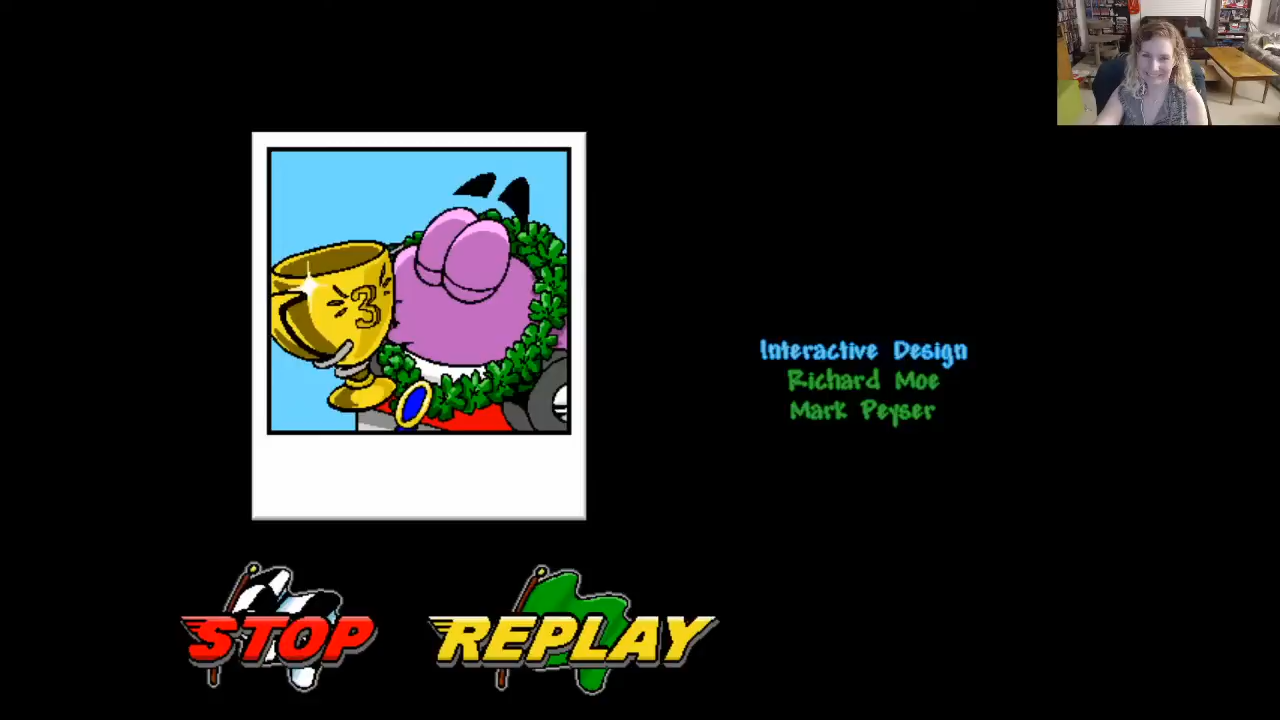 3
Interactive Design
Richard Moe
Mark Peyser
STOP
REPLAY